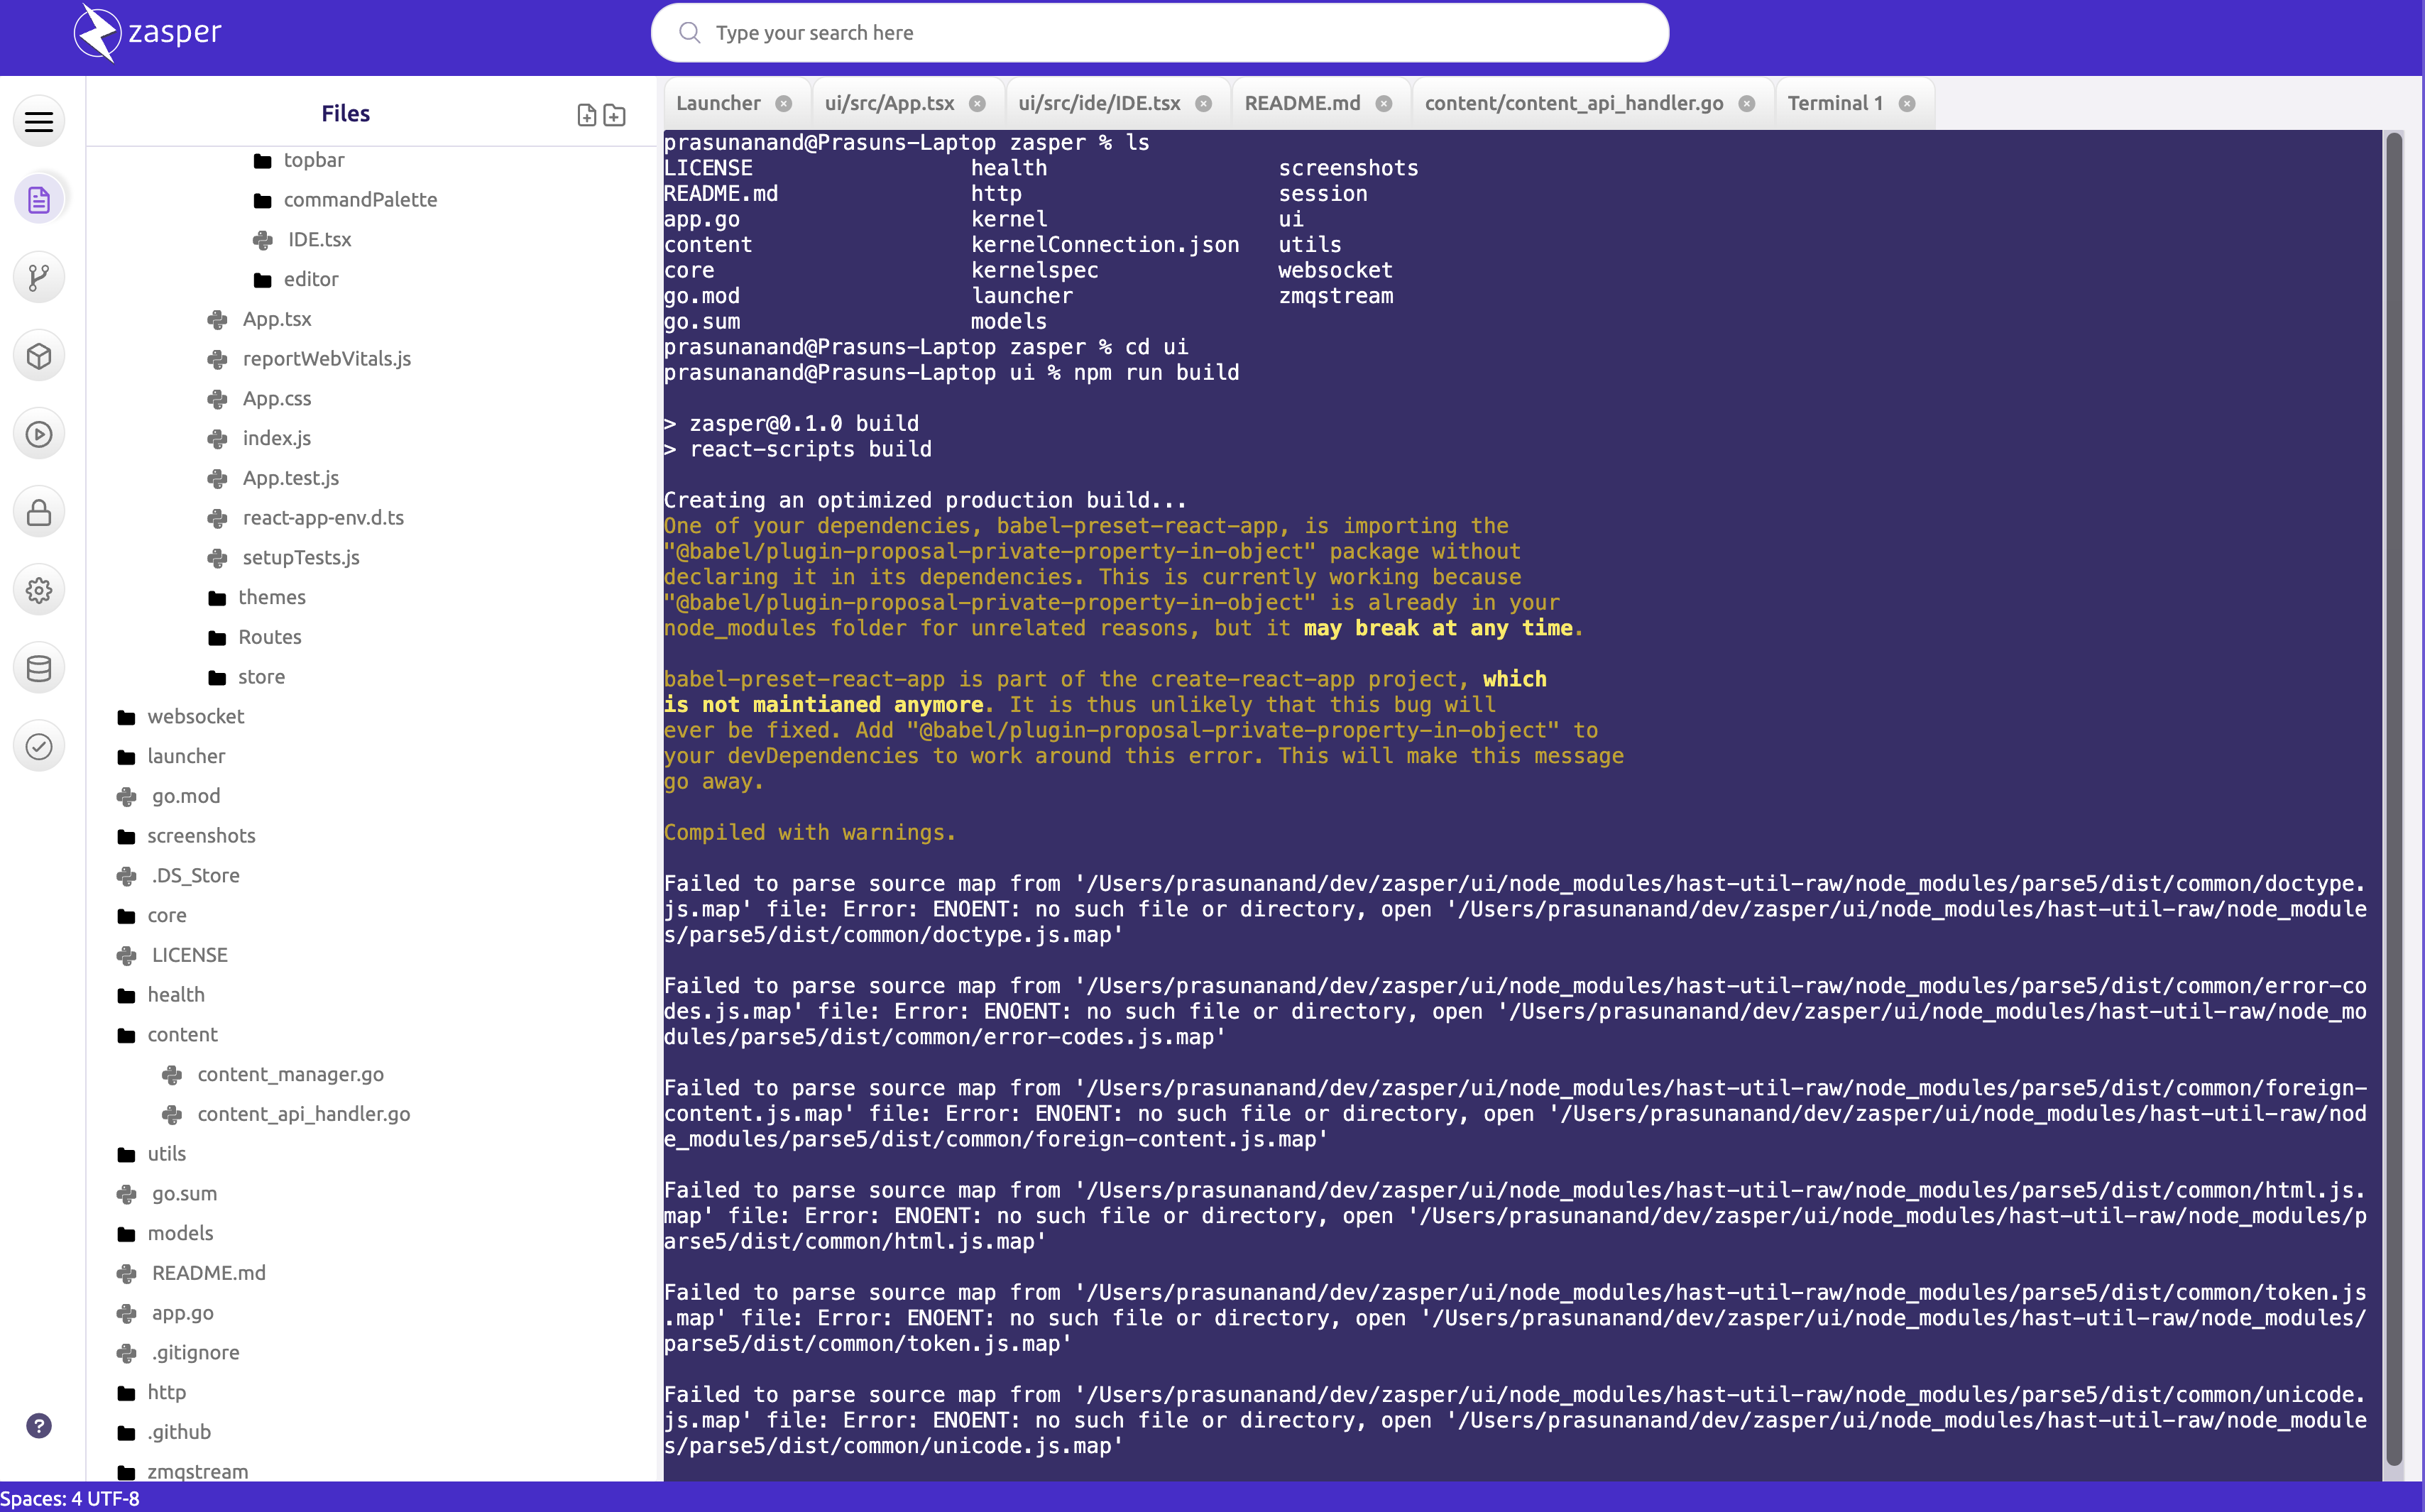 zasper
Type your search here
Files
topbar
commandPalette
IDE.tsx
editor
App.tsx
reportWebVitals.js
App.css
index.js
App.test.js
react-app-env.d.ts
setupTests.js
themes
Routes
store
websocket
launcher
go.mod
screenshots
.DS_Store
core
LICENSE
health
content
content_manager.go
content_api_handler.go
utils
go.sum
models
README.md
app.go
.gitignore
http
.github
zmqstream
Launcher ui/src/App.tsx ui/src/ide/IDE.tsx README.md content/content_api_handler.go Terminal 1
prasunanand@Prasuns-Laptop zasper % ls
LICENSE health screenshots
README.md http session
app.go kernel ui
content kernelConnection.json utils
core kernelspec websocket
go.mod launcher zmqstream
go.sum models
prasunanand@Prasuns-Laptop zasper % cd ui
prasunanand@Prasuns-Laptop ui % npm run build
> zasper@0.1.0 build
> react-scripts build
Creating an optimized production build...
One of your dependencies, babel-preset-react-app, is importing the
"@babel/plugin-proposal-private-property-in-object" package without
declaring it in its dependencies. This is currently working because
"@babel/plugin-proposal-private-property-in-object" is already in your
node_modules folder for unrelated reasons, but it may break at any time.
babel-preset-react-app is part of the create-react-app project, which
is not maintianed anymore. It is thus unlikely that this bug will
ever be fixed. Add "@babel/plugin-proposal-private-property-in-object" to
your devDependencies to work around this error. This will make this message
go away.
Compiled with warnings.
Failed to parse source map from '/Users/prasunanand/dev/zasper/ui/node_modules/hast-util-raw/node_modules/parse5/dist/common/doctype.
js.map' file: Error: ENOENT: no such file or directory, open '/Users/prasunanand/dev/zasper/ui/node_modules/hast-util-raw/node_module
s/parse5/dist/common/doctype.js.map'
Failed to parse source map from '/Users/prasunanand/dev/zasper/ui/node_modules/hast-util-raw/node_modules/parse5/dist/common/error-co
des.js.map' file: Error: ENOENT: no such file or directory, open '/Users/prasunanand/dev/zasper/ui/node_modules/hast-util-raw/node_mo
dules/parse5/dist/common/error-codes.js.map'
Failed to parse source map from '/Users/prasunanand/dev/zasper/ui/node_modules/hast-util-raw/node_modules/parse5/dist/common/foreign-
content.js.map' file: Error: ENOENT: no such file or directory, open '/Users/prasunanand/dev/zasper/ui/node_modules/hast-util-raw/nod
e_modules/parse5/dist/common/foreign-content.js.map'
Failed to parse source map from '/Users/prasunanand/dev/zasper/ui/node_modules/hast-util-raw/node_modules/parse5/dist/common/html.js.
map' file: Error: ENOENT: no such file or directory, open '/Users/prasunanand/dev/zasper/ui/node_modules/hast-util-raw/node_modules/p
arse5/dist/common/html.js.map'
Failed to parse source map from '/Users/prasunanand/dev/zasper/ui/node_modules/hast-util-raw/node_modules/parse5/dist/common/token.js
.map' file: Error: ENOENT: no such file or directory, open '/Users/prasunanand/dev/zasper/ui/node_modules/hast-util-raw/node_modules/
parse5/dist/common/token.js.map'
Failed to parse source map from '/Users/prasunanand/dev/zasper/ui/node_modules/hast-util-raw/node_modules/parse5/dist/common/unicode.
js.map' file: Error: ENOENT: no such file or directory, open '/Users/prasunanand/dev/zasper/ui/node_modules/hast-util-raw/node_module
s/parse5/dist/common/unicode.js.map'
?
Spaces: 4 UTF-8